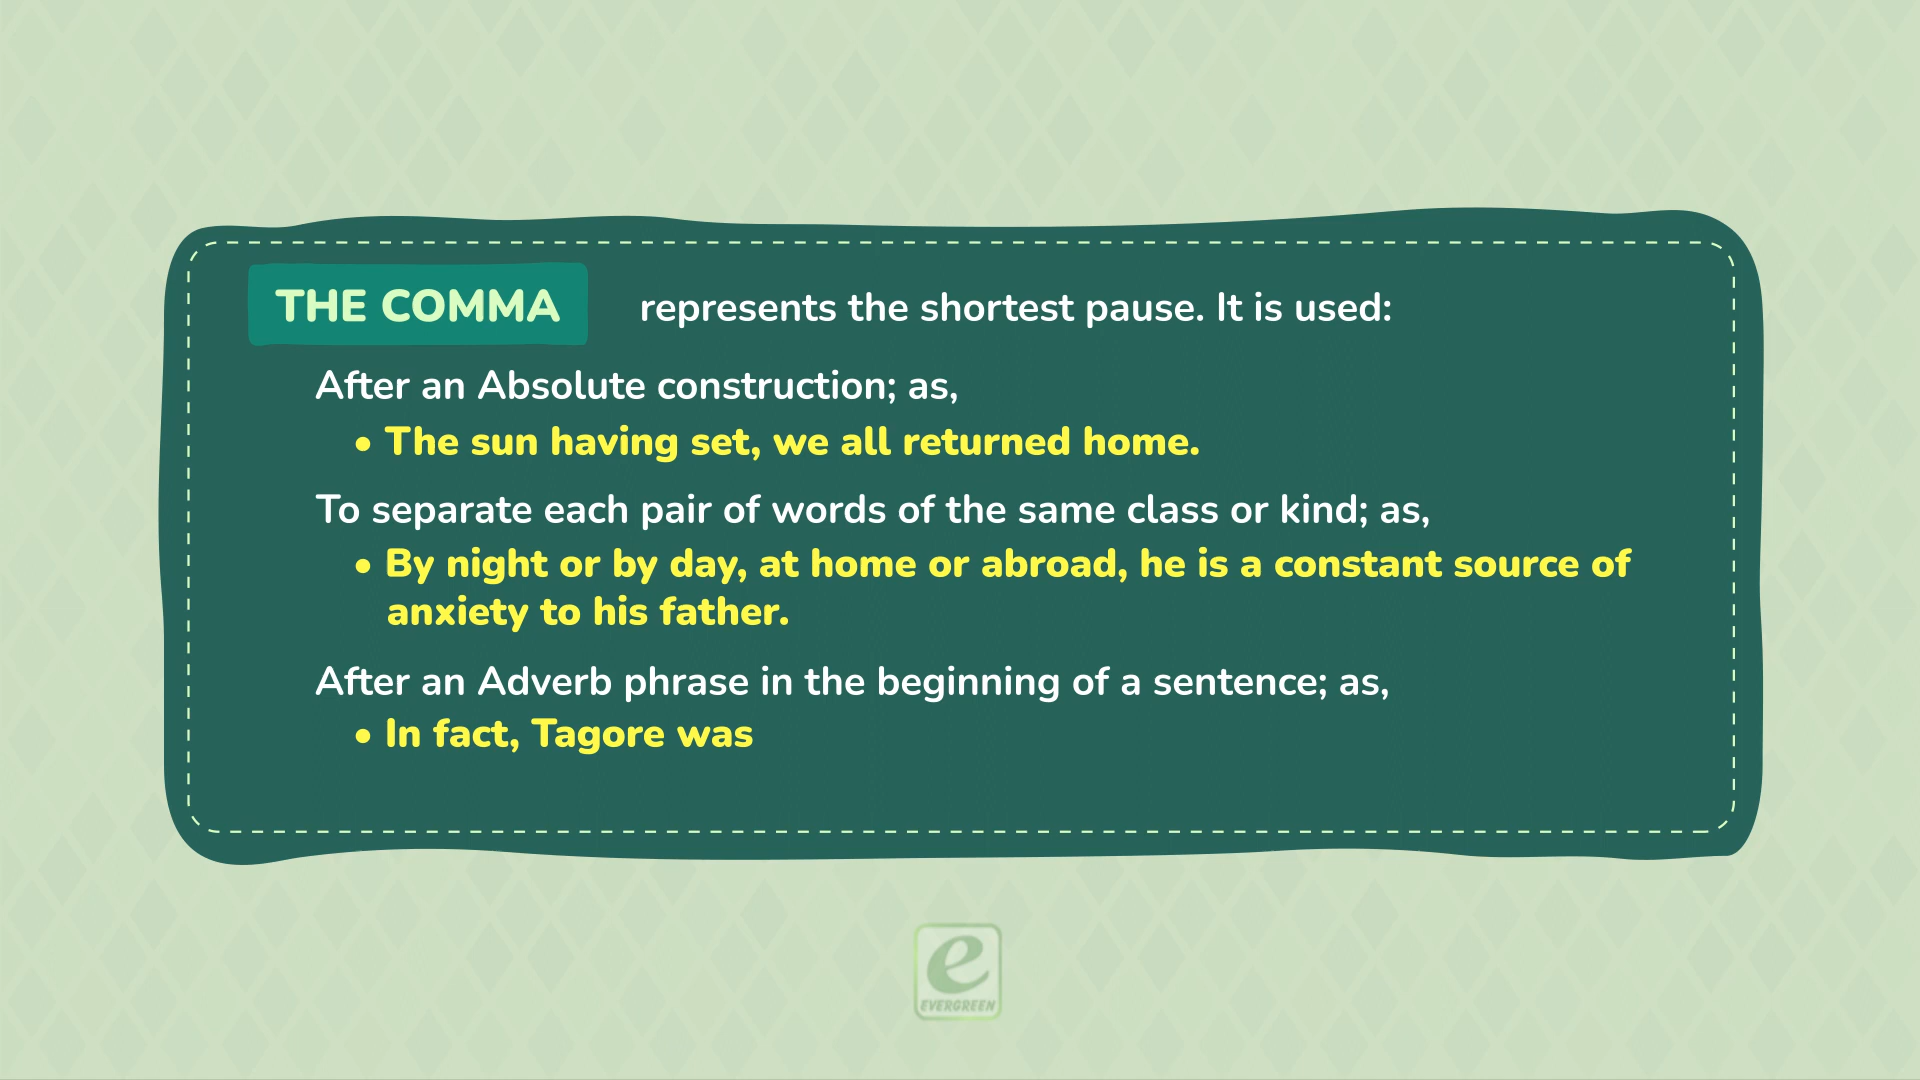 THE COMMA represents the shortest pause. It is used:
After an Absolute construction; as,
• The sun having set, we all returned home.
To separate each pair of words of the same class or kind; as,
• By night or by day, at home or abroad, he is a constant source of
anxiety to his father.
After an Adverb phrase in the beginning of a sentence; as,
• In fact, Tagore was
e
EVERGREEN